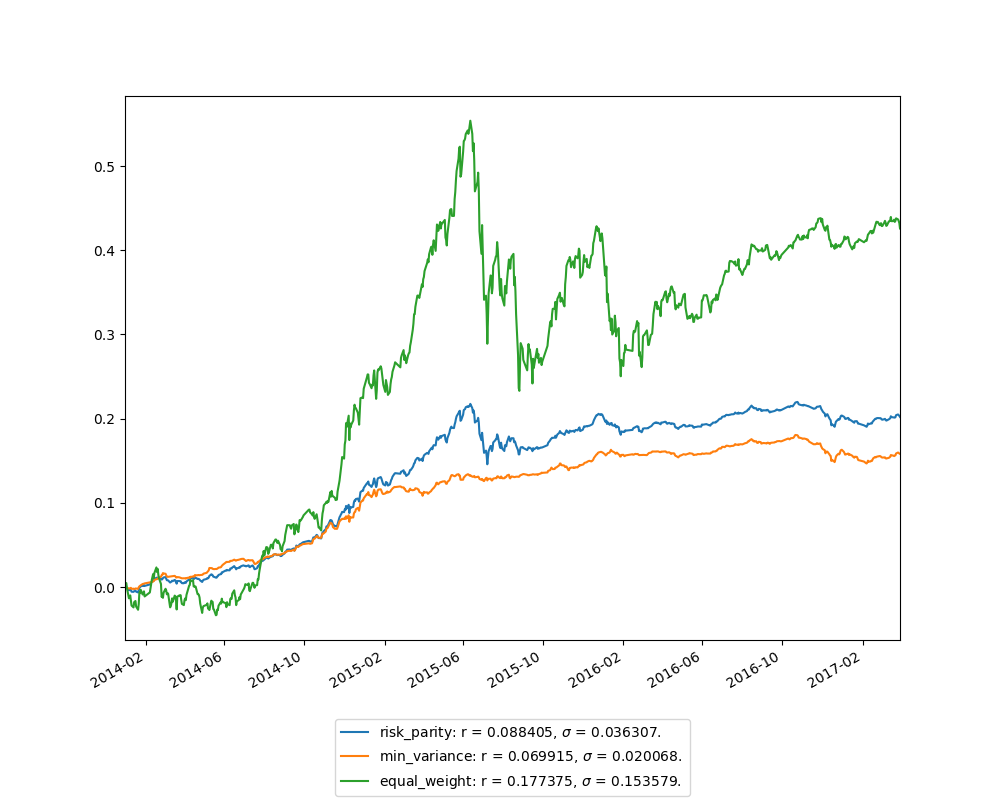 0.5
0.4
0.3
0.2
0.1
0.0
2014-02 2014-06 2014-10 2015-02 2015-06 2015-10 2016-02 2016-06 2016-10 2017-02
risk_parity: r = 0.088405, σ = 0.036307.
min_variance: r = 0.069915, σ = 0.020068.
equal_weight: r = 0.177375, σ = 0.153579.